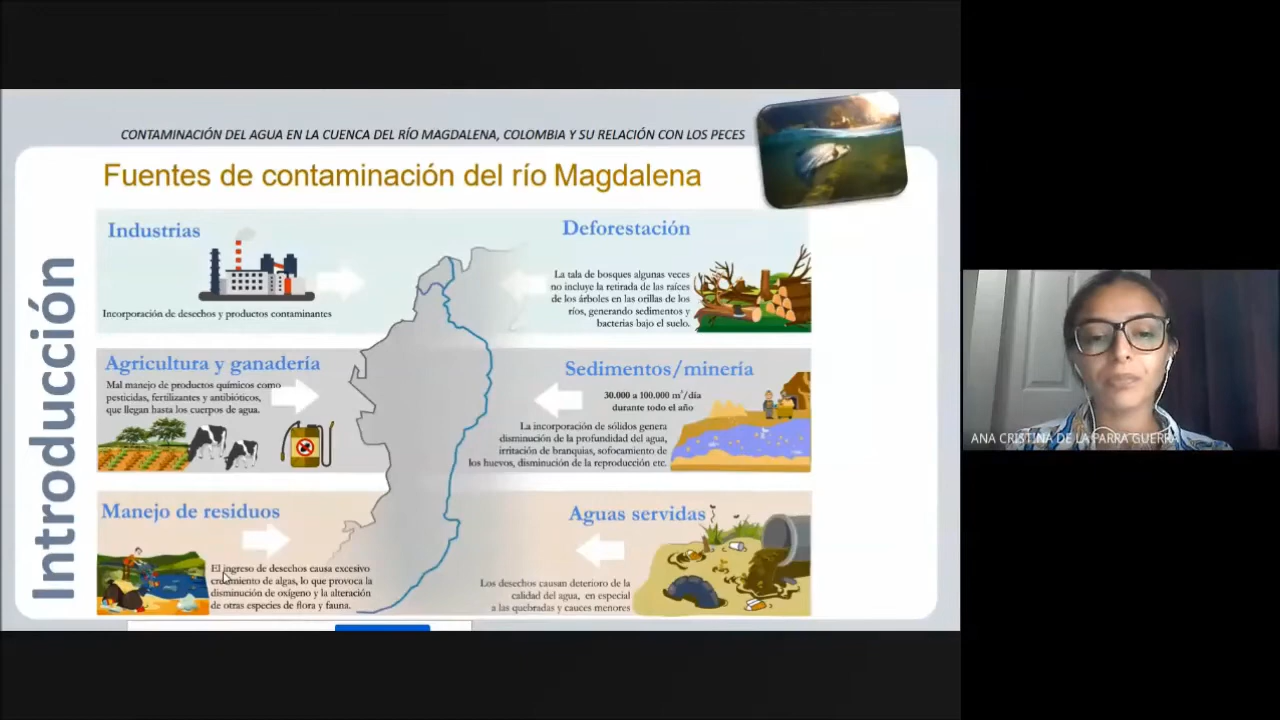 CONTAMINACIÓN DEL AGUA EN LA CUENCA DEL RÍO MAGDALENA, COLOMBIA Y SU RELACIÓN CON LOS PECES
Fuentes de contaminación del río Magdalena
Introducción
Industrias
Incorporación de desechos y productos contaminantes
Deforestación
La tala de bosques algunas veces
no incluye la retirada de las raíces
de los árboles en las orillas de los
ríos, generando sedimentos y
bacterias bajo el suelo.
Agricultura y ganadería
Mal manejo de productos químicos como
pesticidas, fertilizantes y antibióticos,
que llegan hasta los cuerpos de agua.
Sedimentos/minería
30.000 a 100.000 m³/día
durante todo el año
La incorporación de sólidos genera
disminución de la profundidad del agua,
irritación de branquias, sofocamiento de
los huevos, disminución de la reproducción etc.
Manejo de residuos
El ingreso de desechos causa excesivo
crecimiento de algas, lo que provoca la
disminución de oxígeno y la alteración
de otras especies de flora y fauna.
Aguas servidas
Los desechos causan deterioro de la
calidad del agua, en especial
a las quebradas y cauces menores
ANA CRISTINA DE LA PARRA GUERRA